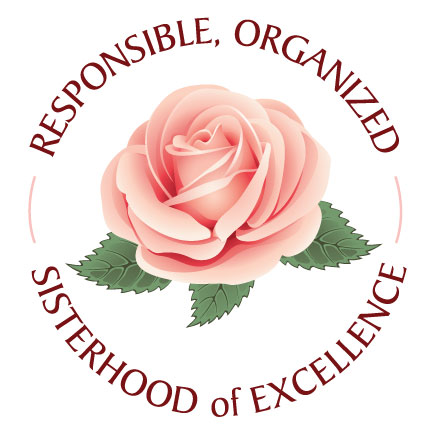 RESPONSIBLE, ORGANIZED
SISTERHOOD of EXCELLENCE